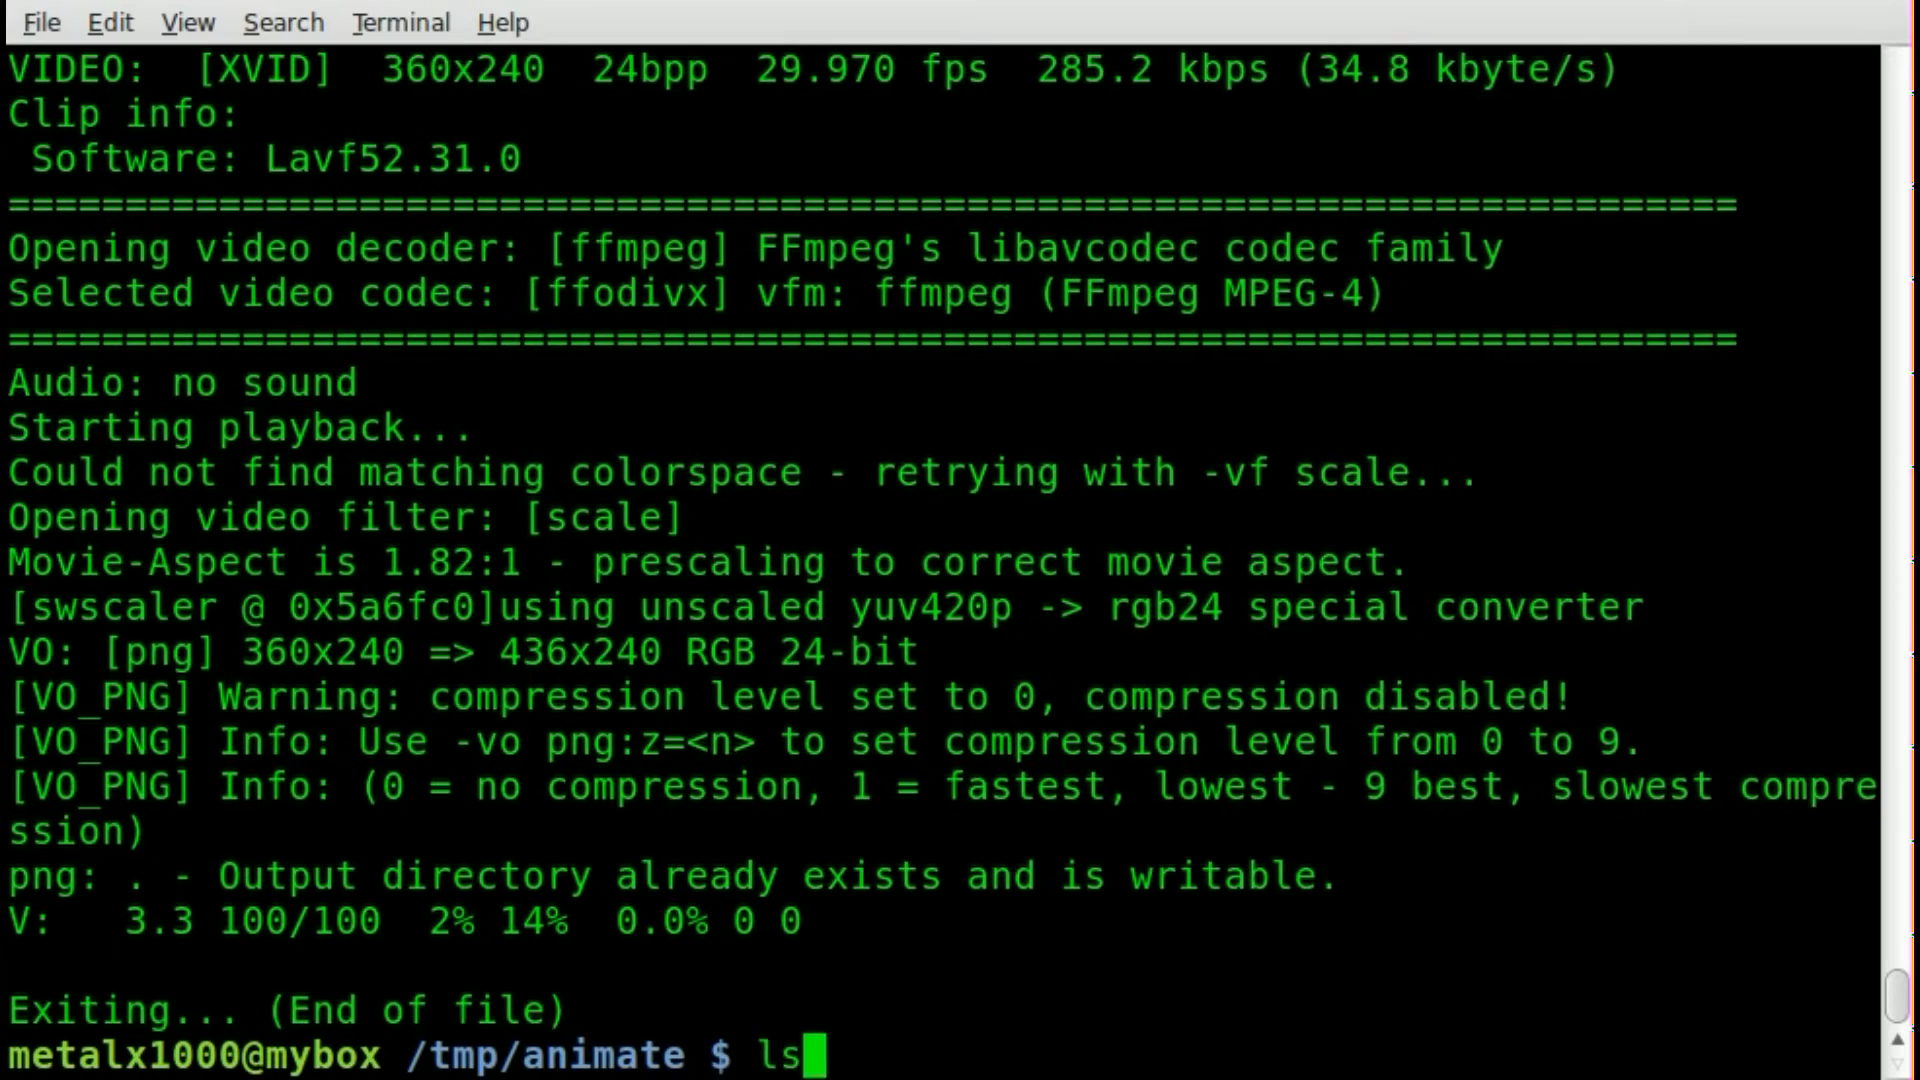 File Edit View Search Terminal Help
VIDEO:  [XVID]  360x240  24bpp  29.970 fps  285.2 kbps (34.8 kbyte/s)
Clip info:
 Software: Lavf52.31.0
==========================================================================
Opening video decoder: [ffmpeg] FFmpeg's libavcodec codec family
Selected video codec: [ffodivx] vfm: ffmpeg (FFmpeg MPEG-4)
==========================================================================
Audio: no sound
Starting playback...
Could not find matching colorspace - retrying with -vf scale...
Opening video filter: [scale]
Movie-Aspect is 1.82:1 - prescaling to correct movie aspect.
[swscaler @ 0x5a6fc0]using unscaled yuv420p -> rgb24 special converter
VO: [png] 360x240 => 436x240 RGB 24-bit
[VO_PNG] Warning: compression level set to 0, compression disabled!
[VO_PNG] Info: Use -vo png:z=<n> to set compression level from 0 to 9.
[VO_PNG] Info: (0 = no compression, 1 = fastest, lowest - 9 best, slowest compre
ssion)
png: . - Output directory already exists and is writable.
V:   3.3 100/100  2% 14%  0.0% 0 0
Exiting... (End of file)
metalx1000@mybox /tmp/animate $ ls